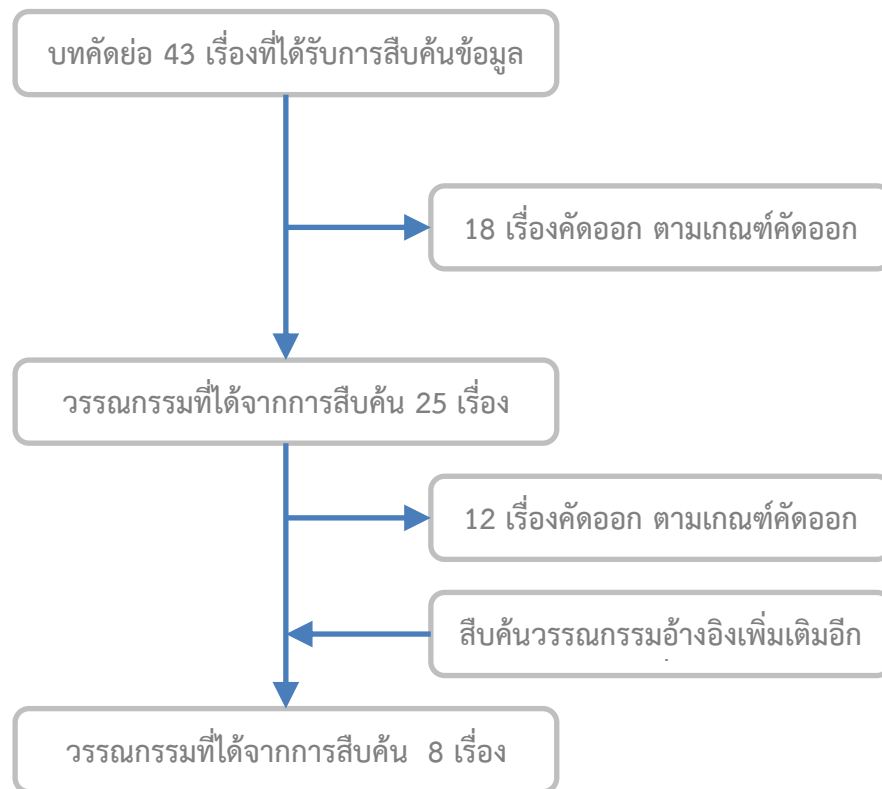 บทคัดย่อ 43 เรื่องที่ได้รับการสืบค้นข้อมูล
18 เรื่องคัดออก ตามเกณฑ์คัดออก
วรรณกรรมที่ได้จากการสืบค้น 25 เรื่อง
12 เรื่องคัดออก ตามเกณฑ์คัดออก
สืบค้นวรรณกรรมอ้างอิงเพิ่มเติมอีก
วรรณกรรมที่ได้จากการสืบค้น 8 เรื่อง